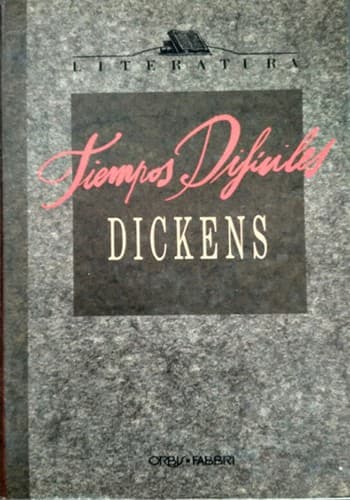 LITERATURA
Tiempos Difíciles
DICKENS
ORBIS • FABBRI